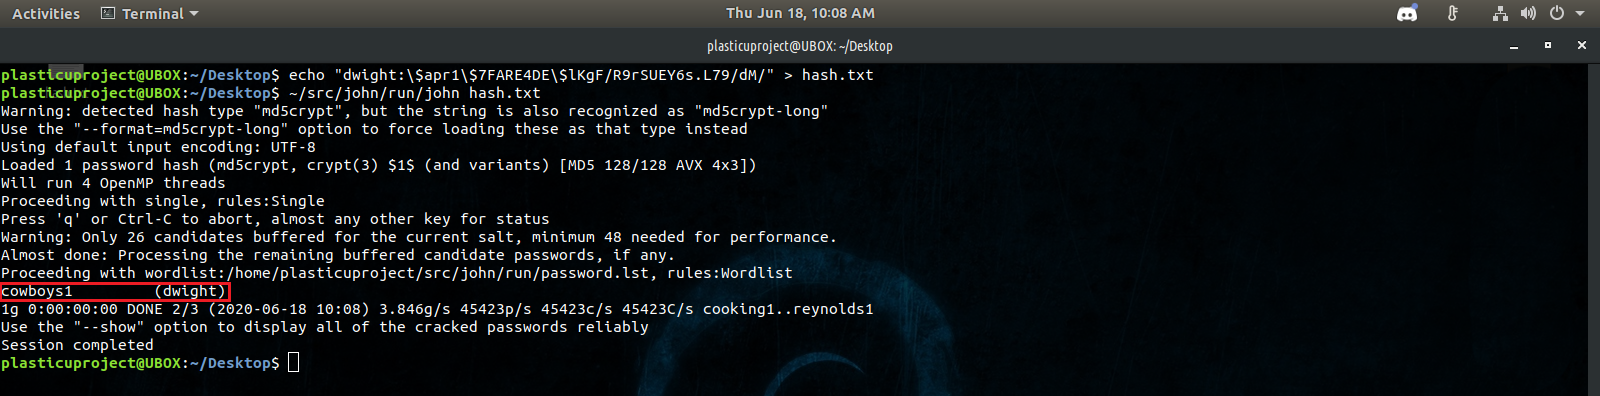 Activities Terminal Thu Jun 18, 10:08 AM
plasticuproject@UBOX: ~/Desktop
plasticuproject@UBOX:~/Desktop$ echo "dwight:\$apr1\$7FARE4DE\$lKgF/R9rSUEY6s.L79/dM/" > hash.txt
plasticuproject@UBOX:~/Desktop$ ~/src/john/run/john hash.txt
Warning: detected hash type "md5crypt", but the string is also recognized as "md5crypt-long"
Use the "--format=md5crypt-long" option to force loading these as that type instead
Using default input encoding: UTF-8
Loaded 1 password hash (md5crypt, crypt(3) $1$ (and variants) [MD5 128/128 AVX 4x3])
Will run 4 OpenMP threads
Proceeding with single, rules:Single
Press 'q' or Ctrl-C to abort, almost any other key for status
Warning: Only 26 candidates buffered for the current salt, minimum 48 needed for performance.
Almost done: Processing the remaining buffered candidate passwords, if any.
Proceeding with wordlist:/home/plasticuproject/src/john/run/password.lst, rules:Wordlist
cowboys1         (dwight)
1g 0:00:00:00 DONE 2/3 (2020-06-18 10:08) 3.846g/s 45423p/s 45423c/s 45423C/s cooking1..reynolds1
Use the "--show" option to display all of the cracked passwords reliably
Session completed
plasticuproject@UBOX:~/Desktop$